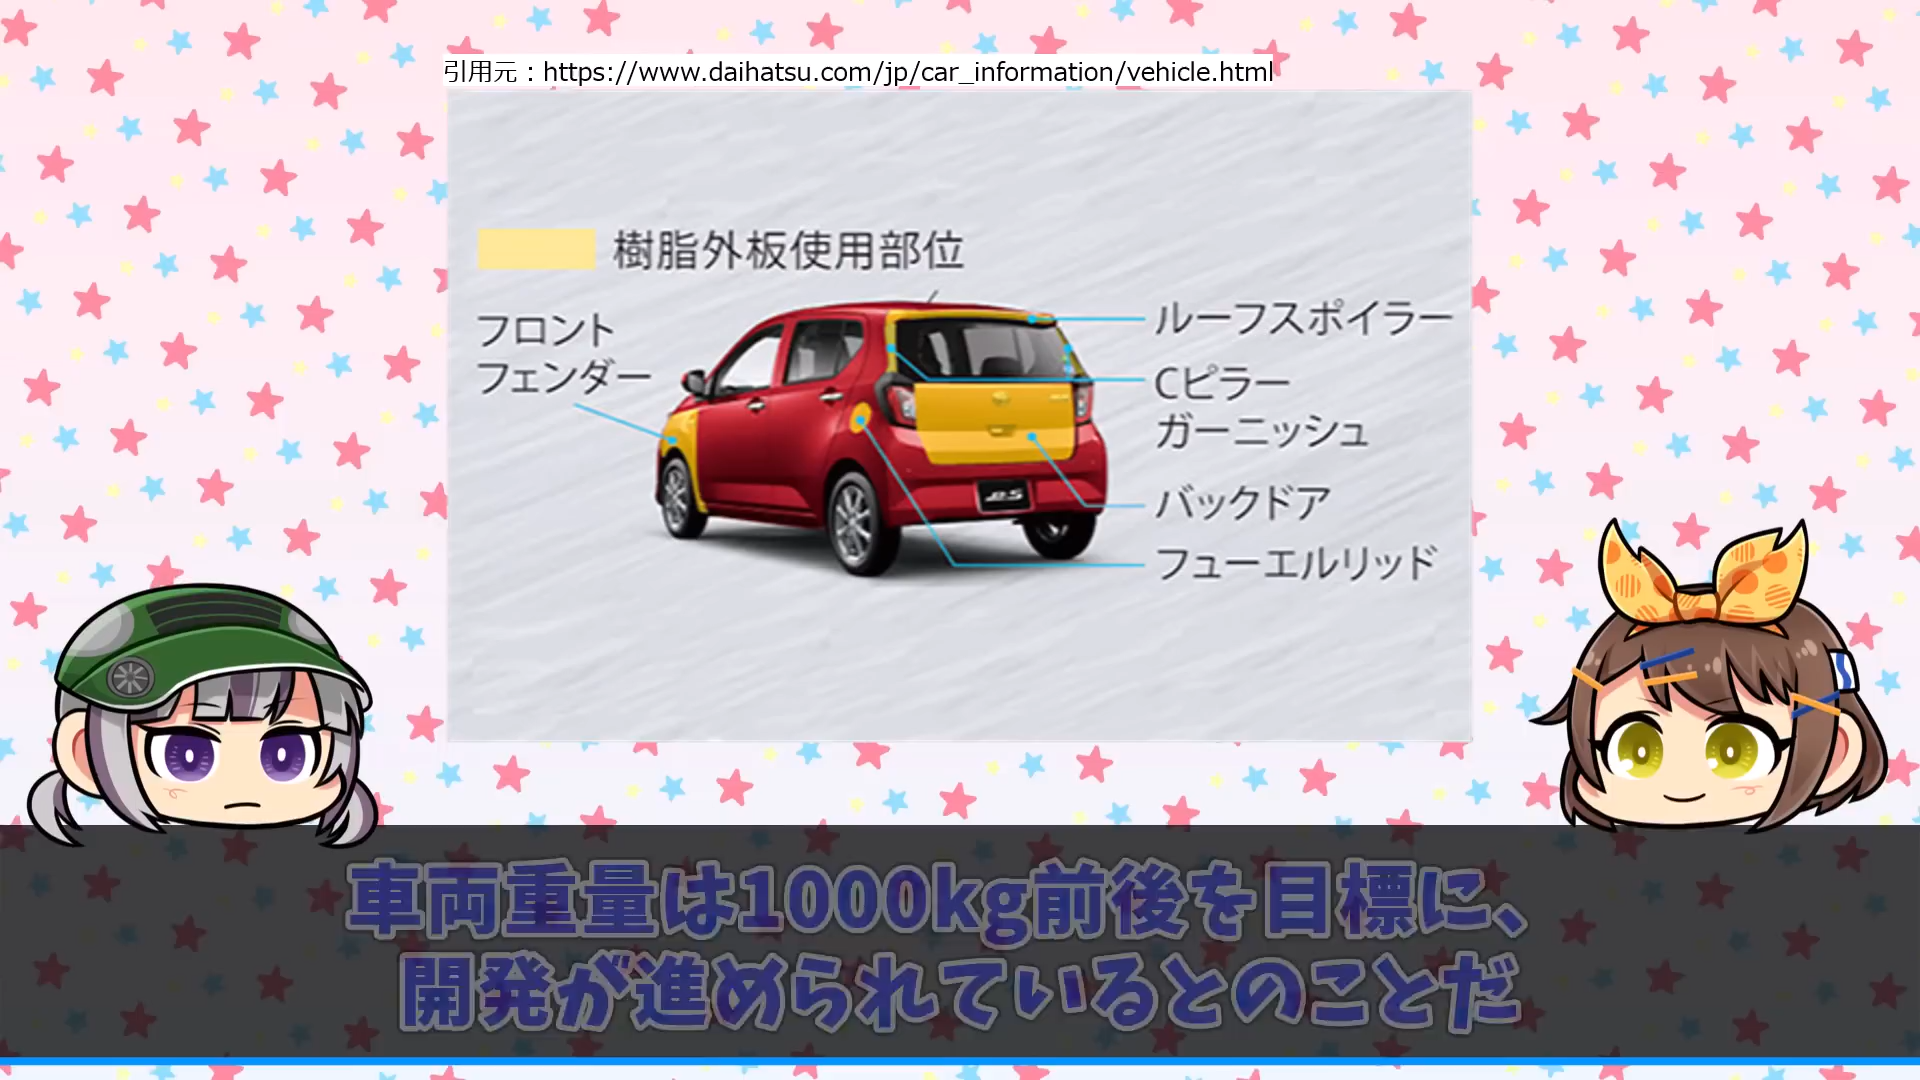 引用元：https://www.daihatsu.com/jp/car_information/vehicle.html
樹脂外板使用部位
フロント
フェンダー
ルーフスポイラー
Cピラー
ガーニッシュ
バックドア
フューエルリッド
車両重量は1000kg前後を目標に、
開発が進められているとのことだ